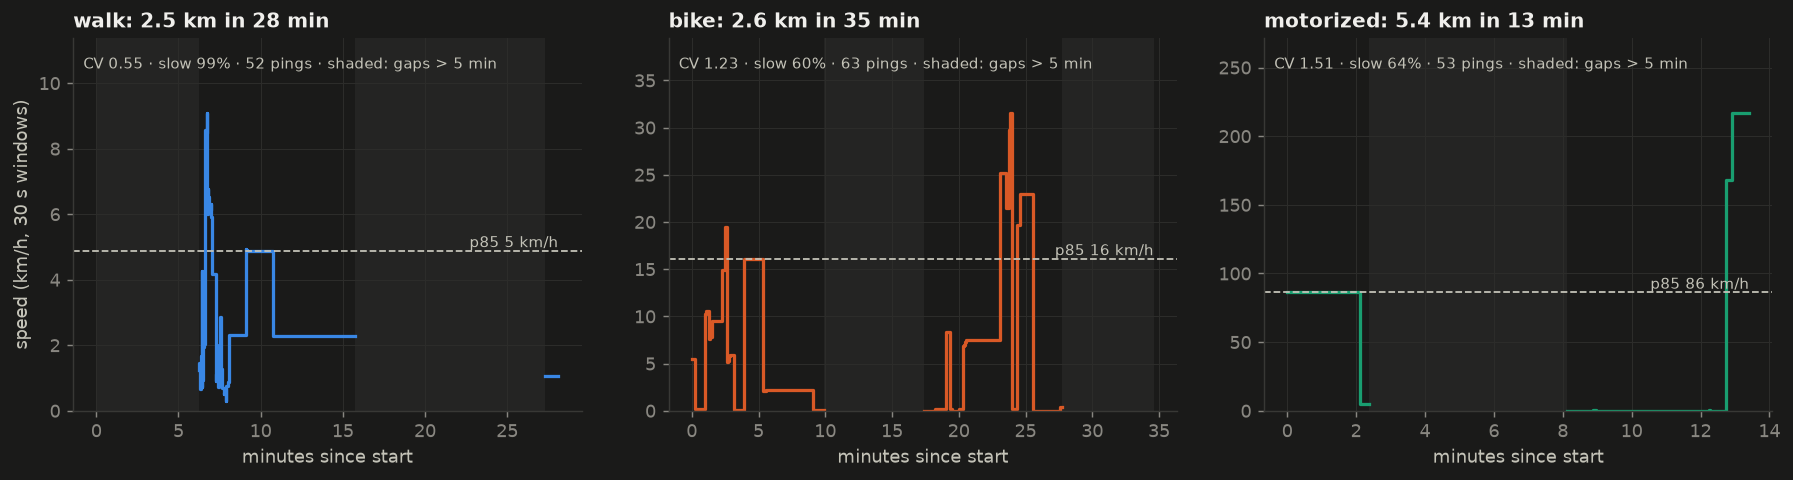 walk: 2.5 km in 28 min
CV 0.55 · slow 99% · 52 pings · shaded: gaps > 5 min
speed (km/h, 30 s windows)
10
8
6
4
2
0
p85 5 km/h
0 5 10 15 20 25
minutes since start
bike: 2.6 km in 35 min
CV 1.23 · slow 60% · 63 pings · shaded: gaps > 5 min
35
30
25
20
15
10
5
0
p85 16 km/h
0 5 10 15 20 25 30 35
minutes since start
motorized: 5.4 km in 13 min
CV 1.51 · slow 64% · 53 pings · shaded: gaps > 5 min
250
200
150
100
50
0
p85 86 km/h
0 2 4 6 8 10 12 14
minutes since start